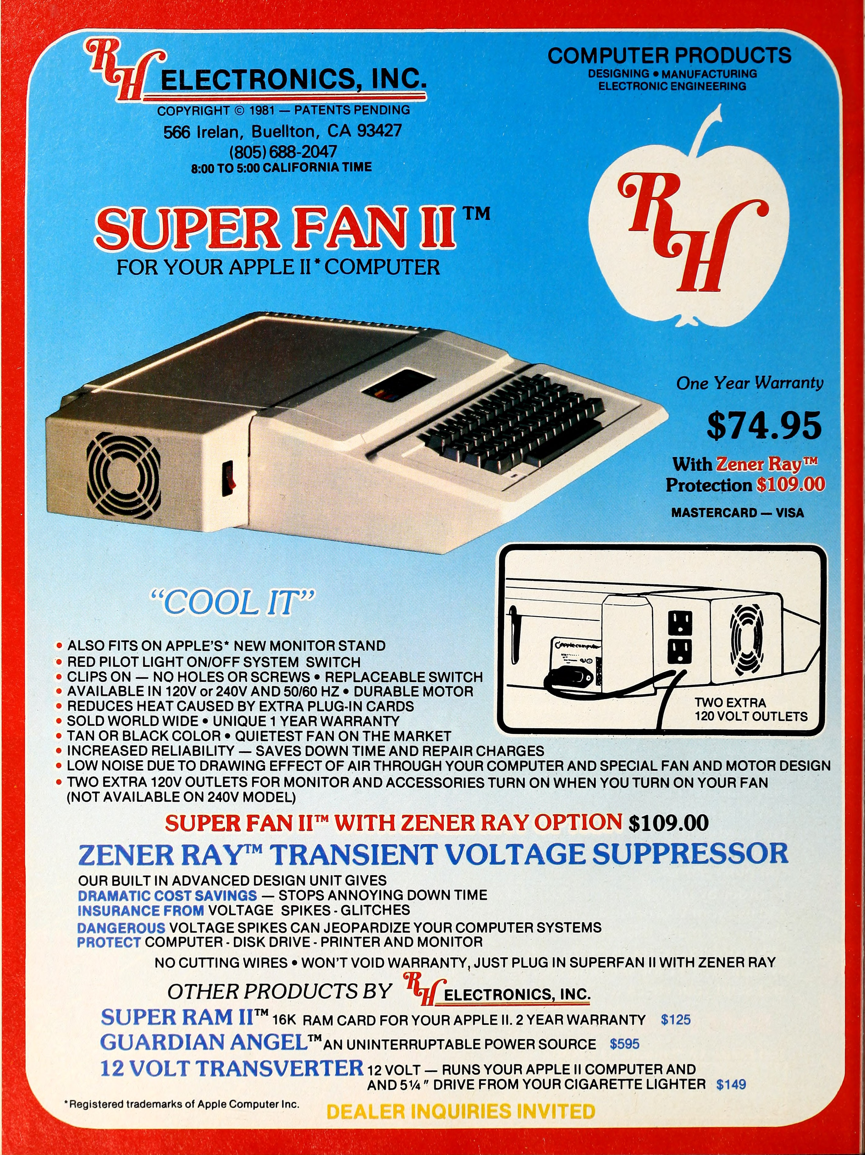 RH ELECTRONICS, INC.
COPYRIGHT © 1981 — PATENTS PENDING
566 Irelan, Buellton, CA 93427
(805) 688-2047
8:00 TO 5:00 CALIFORNIA TIME
COMPUTER PRODUCTS
DESIGNING • MANUFACTURING
ELECTRONIC ENGINEERING
RH
SUPER FAN II™
FOR YOUR APPLE II* COMPUTER
One Year Warranty
$74.95
With Zener Ray™
Protection $109.00
MASTERCARD — VISA
apple computer
TWO EXTRA
120 VOLT OUTLETS
"COOL IT"
• ALSO FITS ON APPLE'S* NEW MONITOR STAND
• RED PILOT LIGHT ON/OFF SYSTEM SWITCH
• CLIPS ON — NO HOLES OR SCREWS • REPLACEABLE SWITCH
• AVAILABLE IN 120V or 240V AND 50/60 HZ • DURABLE MOTOR
• REDUCES HEAT CAUSED BY EXTRA PLUG-IN CARDS
• SOLD WORLD WIDE • UNIQUE 1 YEAR WARRANTY
• TAN OR BLACK COLOR • QUIETEST FAN ON THE MARKET
• INCREASED RELIABILITY — SAVES DOWN TIME AND REPAIR CHARGES
• LOW NOISE DUE TO DRAWING EFFECT OF AIR THROUGH YOUR COMPUTER AND SPECIAL FAN AND MOTOR DESIGN
• TWO EXTRA 120V OUTLETS FOR MONITOR AND ACCESSORIES TURN ON WHEN YOU TURN ON YOUR FAN
(NOT AVAILABLE ON 240V MODEL)
SUPER FAN II™ WITH ZENER RAY OPTION $109.00
ZENER RAY™ TRANSIENT VOLTAGE SUPPRESSOR
OUR BUILT IN ADVANCED DESIGN UNIT GIVES
DRAMATIC COST SAVINGS — STOPS ANNOYING DOWN TIME
INSURANCE FROM VOLTAGE SPIKES - GLITCHES
DANGEROUS VOLTAGE SPIKES CAN JEOPARDIZE YOUR COMPUTER SYSTEMS
PROTECT COMPUTER - DISK DRIVE - PRINTER AND MONITOR
NO CUTTING WIRES • WON'T VOID WARRANTY, JUST PLUG IN SUPERFAN II WITH ZENER RAY
OTHER PRODUCTS BY RH ELECTRONICS, INC.
SUPER RAM II™ 16K RAM CARD FOR YOUR APPLE II. 2 YEAR WARRANTY $125
GUARDIAN ANGEL™ AN UNINTERRUPTABLE POWER SOURCE $595
12 VOLT TRANSVERTER 12 VOLT — RUNS YOUR APPLE II COMPUTER AND
AND 5¼" DRIVE FROM YOUR CIGARETTE LIGHTER $149
*Registered trademarks of Apple Computer Inc.
DEALER INQUIRIES INVITED